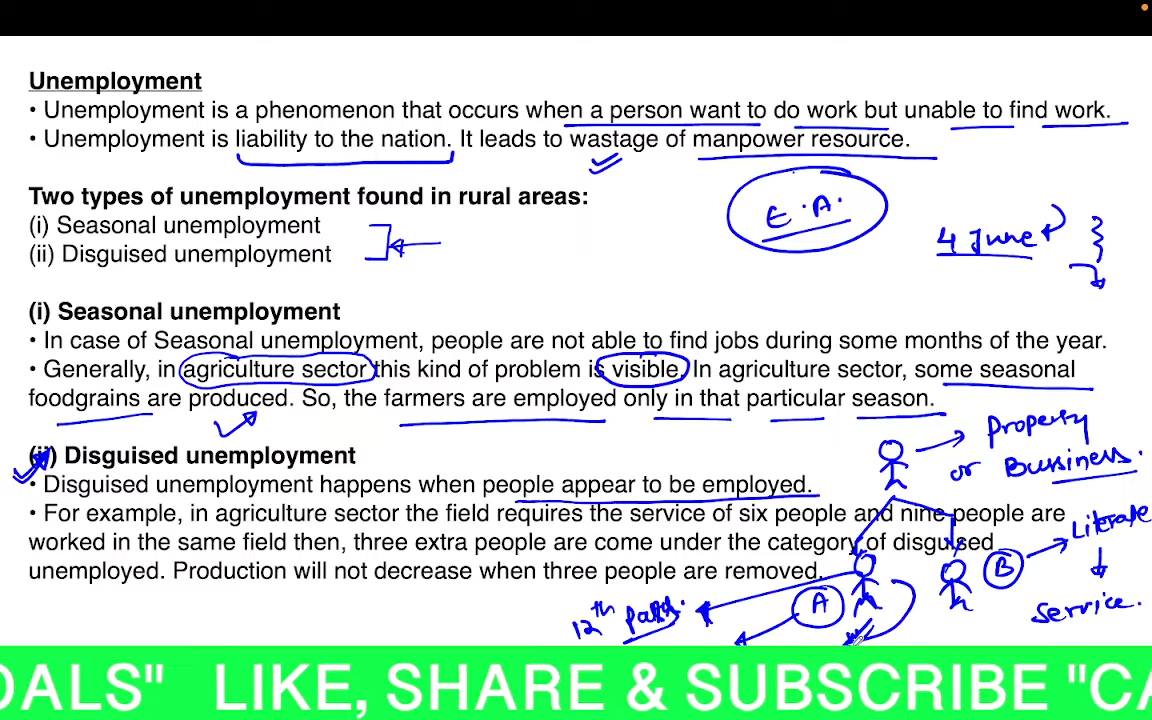 Unemployment
• Unemployment is a phenomenon that occurs when a person want to do work but unable to find work.
• Unemployment is liability to the nation. It leads to wastage of manpower resource.
Two types of unemployment found in rural areas:
(i) Seasonal unemployment
(ii) Disguised unemployment
E.A.
4 June
(i) Seasonal unemployment
• In case of Seasonal unemployment, people are not able to find jobs during some months of the year.
• Generally, in agriculture sector this kind of problem is visible. In agriculture sector, some seasonal
foodgrains are produced. So, the farmers are employed only in that particular season.
Property
or Bussiness.
(ii) Disguised unemployment
• Disguised unemployment happens when people appear to be employed.
• For example, in agriculture sector the field requires the service of six people and nine people are
worked in the same field then, three extra people are come under the category of disguised
unemployed. Production will not decrease when three people are removed.
Literate
B
Service.
A
12th pass.
OALS" LIKE, SHARE & SUBSCRIBE "CA